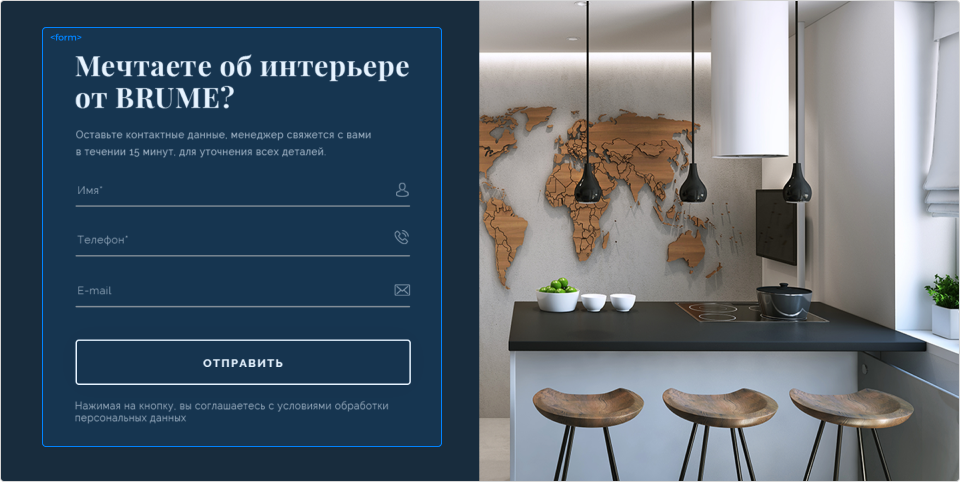 <form>
Мечтаете об интерьере
от BRUME?
Оставьте контактные данные, менеджер свяжется с вами
в течении 15 минут, для уточнения всех деталей.
Имя*
Телефон*
E-mail
ОТПРАВИТЬ
Нажимая на кнопку, вы соглашаетесь с условиями обработки
персональных данных